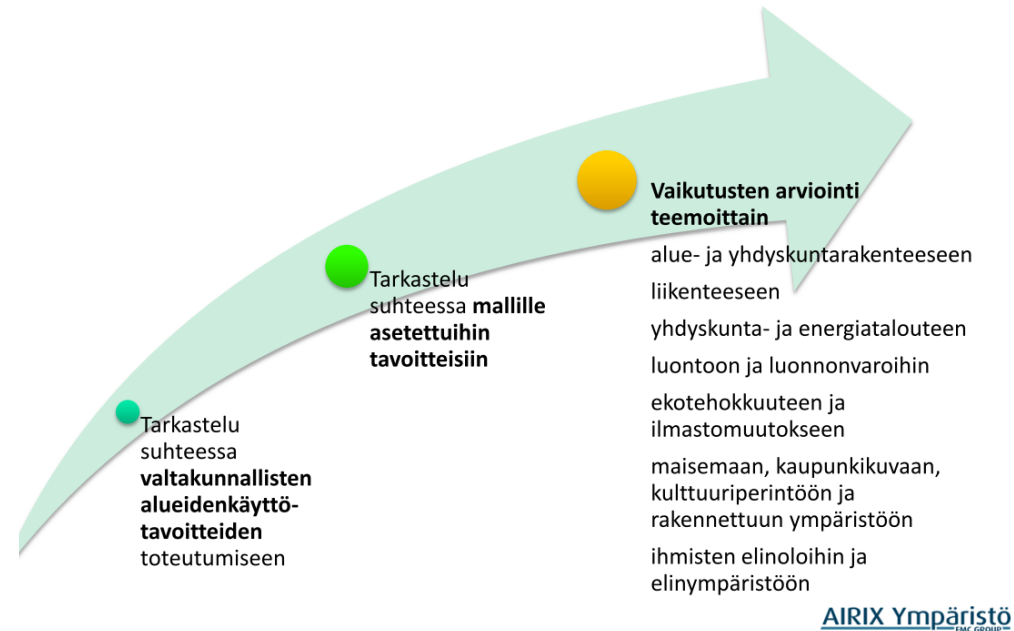 Tarkastelu
suhteessa
valtakunnallisten
alueidenkäyttö-
tavoitteiden
toteutumiseen
Tarkastelu
suhteessa mallille
asetettuihin
tavoitteisiin
Vaikutusten arviointi
teemoittain
alue- ja yhdyskuntarakenteeseen
liikenteeseen
yhdyskunta- ja energiatalouteen
luontoon ja luonnonvaroihin
ekotehokkuuteen ja
ilmastomuutokseen
maisemaan, kaupunkikuvaan,
kulttuuriperintöön ja
rakennettuun ympäristöön
ihmisten elinoloihin ja
elinympäristöön
AIRIX Ympäristö
FMC GROUP